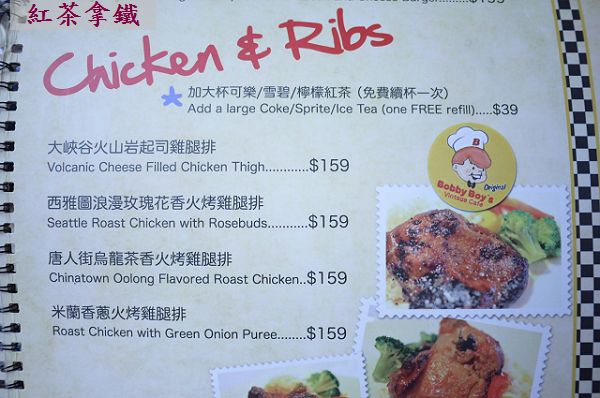 紅茶拿鐵
Burger......$159
Chicken & Ribs
加大杯可樂/雪碧/檸檬紅茶 (免費續杯一次)
Add a large Coke/Sprite/Ice Tea (one FREE refill).....$39
大峽谷火山岩起司雞腿排
Volcanic Cheese Filled Chicken Thigh............$159
西雅圖浪漫玫瑰花香火烤雞腿排
Seattle Roast Chicken with Rosebuds...........$159
唐人街烏龍茶香火烤雞腿排
Chinatown Oolong Flavored Roast Chicken..$159
米蘭香蔥火烤雞腿排
Roast Chicken with Green Onion Puree........$159
B
Original
Bobby Boy's
Vintage Cafe